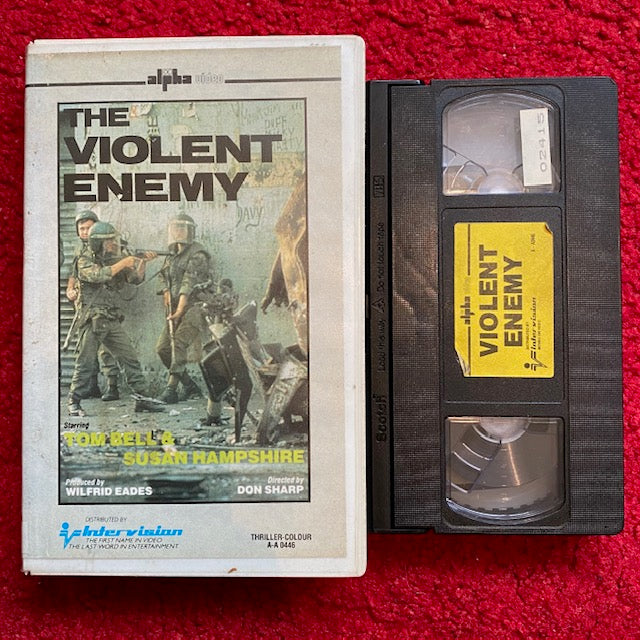 alpha video
THE
VIOLENT
ENEMY
Starring
TOM BELL &
SUSAN HAMPSHIRE
Produced by
WILFRID EADES
Directed by
DON SHARP
DISTRIBUTED BY
Intervision
THE FIRST NAME IN VIDEO
THE LAST WORD IN ENTERTAINMENT
THRILLER-COLOUR
A-A 0446
Scotch
VHS
02415
alpha
VIOLENT
ENEMY
Intervision